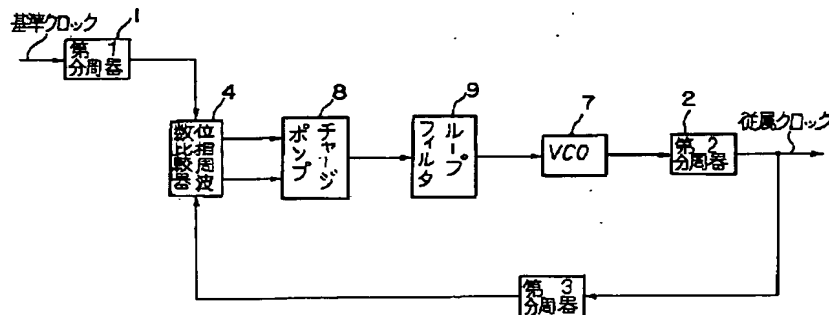 基準クロック
1
第1
分周器
4
位相周波
数比較器
8
チャージ
ポンプ
9
ループ
フィルタ
7
VCO
2
第2
分周器
従属クロック
第3
分周器